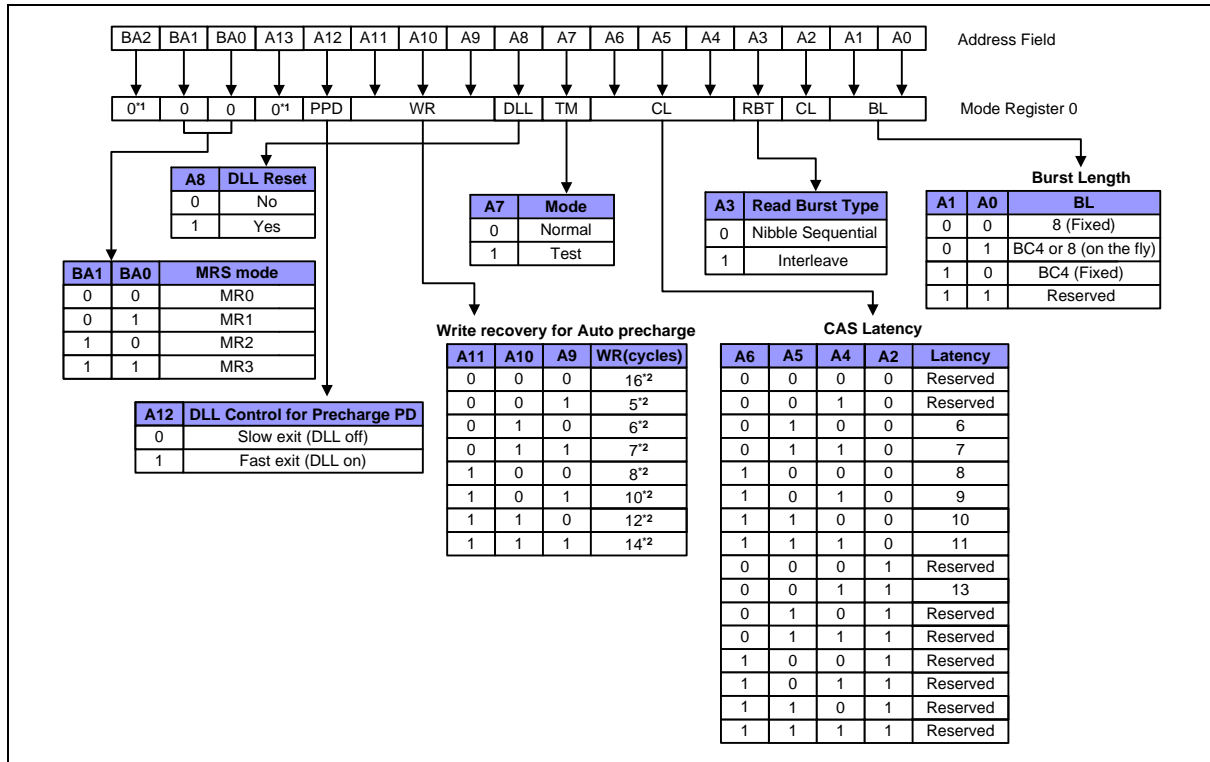 BA2 BA1 BA0 A13 A12 A11 A10 A9 A8 A7 A6 A5 A4 A3 A2 A1 A0 Address Field
0*1 0 0 0*1 PPD WR DLL TM CL RBT CL BL Mode Register 0
A8 DLL Reset
0 No
1 Yes
A7 Mode
0 Normal
1 Test
A3 Read Burst Type
0 Nibble Sequential
1 Interleave
Burst Length
A1 A0 BL
0 0 8 (Fixed)
0 1 BC4 or 8 (on the fly)
1 0 BC4 (Fixed)
1 1 Reserved
BA1 BA0 MRS mode
0 0 MR0
0 1 MR1
1 0 MR2
1 1 MR3
A12 DLL Control for Precharge PD
0 Slow exit (DLL off)
1 Fast exit (DLL on)
Write recovery for Auto precharge
A11 A10 A9 WR(cycles)
0 0 0 16*2
0 0 1 5*2
0 1 0 6*2
0 1 1 7*2
1 0 0 8*2
1 0 1 10*2
1 1 0 12*2
1 1 1 14*2
CAS Latency
A6 A5 A4 A2 Latency
0 0 0 0 Reserved
0 0 1 0 Reserved
0 1 0 0 6
0 1 1 0 7
1 0 0 0 8
1 0 1 0 9
1 1 0 0 10
1 1 1 0 11
0 0 0 1 Reserved
0 0 1 1 13
0 1 0 1 Reserved
0 1 1 1 Reserved
1 0 0 1 Reserved
1 0 1 1 Reserved
1 1 0 1 Reserved
1 1 1 1 Reserved